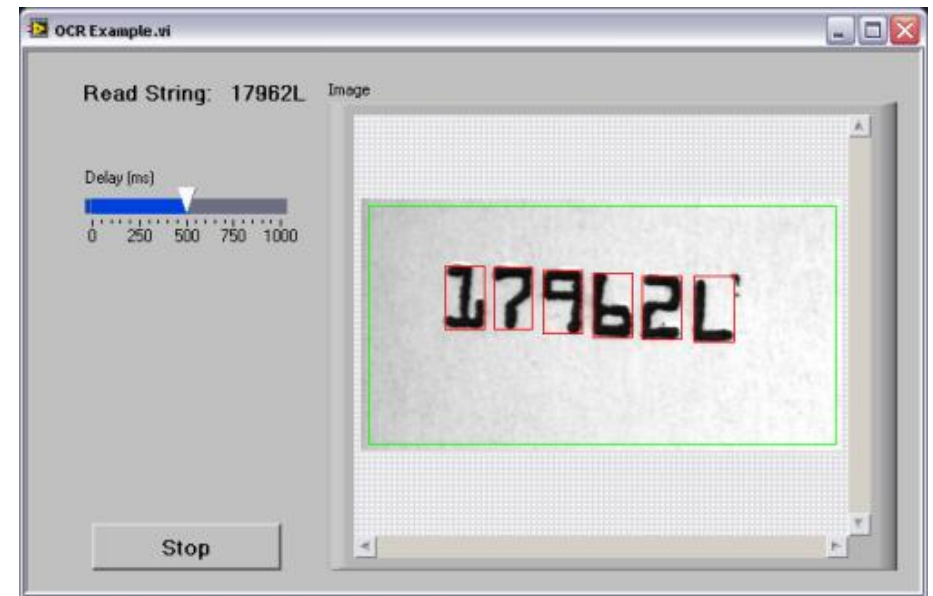 OCR Example.vi
Read String: 17962L
Image
Delay (ms)
0 250 500 750 1000
17962L
Stop